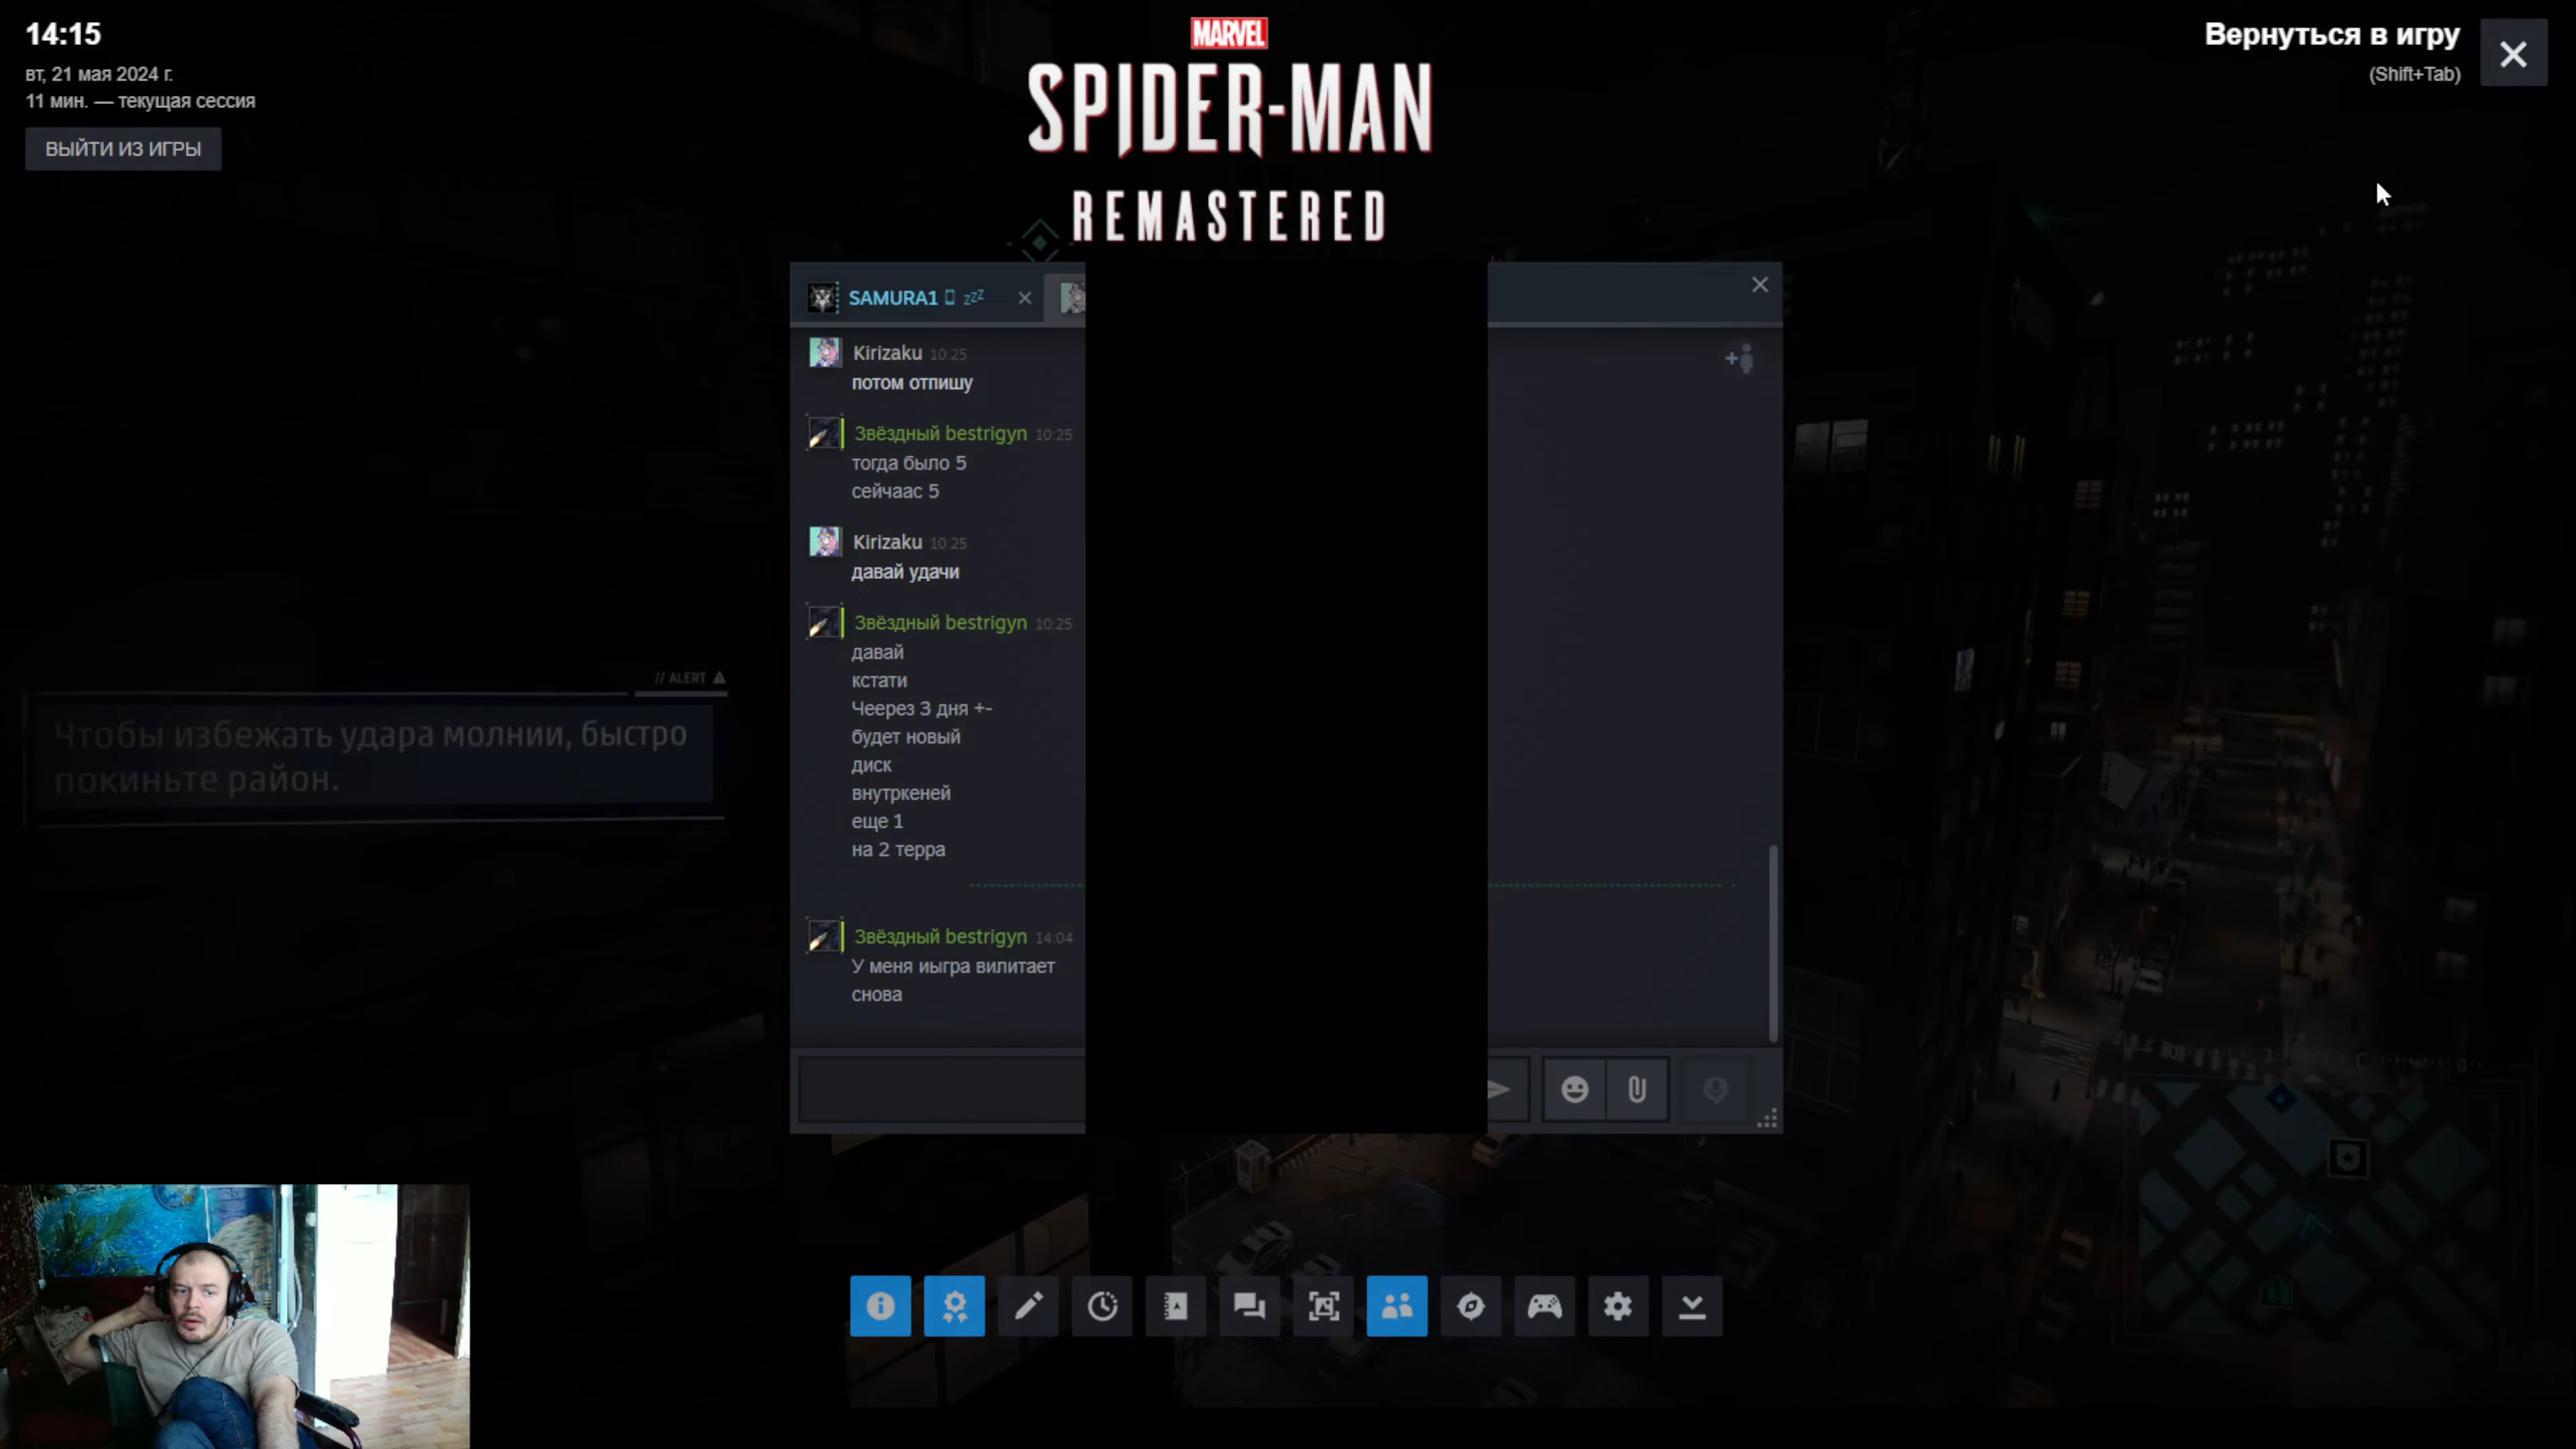 14:15
вт, 21 мая 2024 г.
11 мин. — текущая сессия
ВЫЙТИ ИЗ ИГРЫ
MARVEL
SPIDER-MAN
REMASTERED
Вернуться в игру
(Shift+Tab)
SAMURA1 zzz
Kirizaku 10:25
потом отпишу
Звёздный bestrigyn 10:25
тогда было 5
сейчаас 5
Kirizaku 10:25
давай удачи
Звёздный bestrigyn 10:25
давай
кстати
Чеерез 3 дня +-
будет новый
диск
внутркеней
еще 1
на 2 терра
Звёздный bestrigyn 14:04
У меня иыгра вилитает
снова
// ALERT
Чтобы избежать удара молнии, быстро
покиньте район.